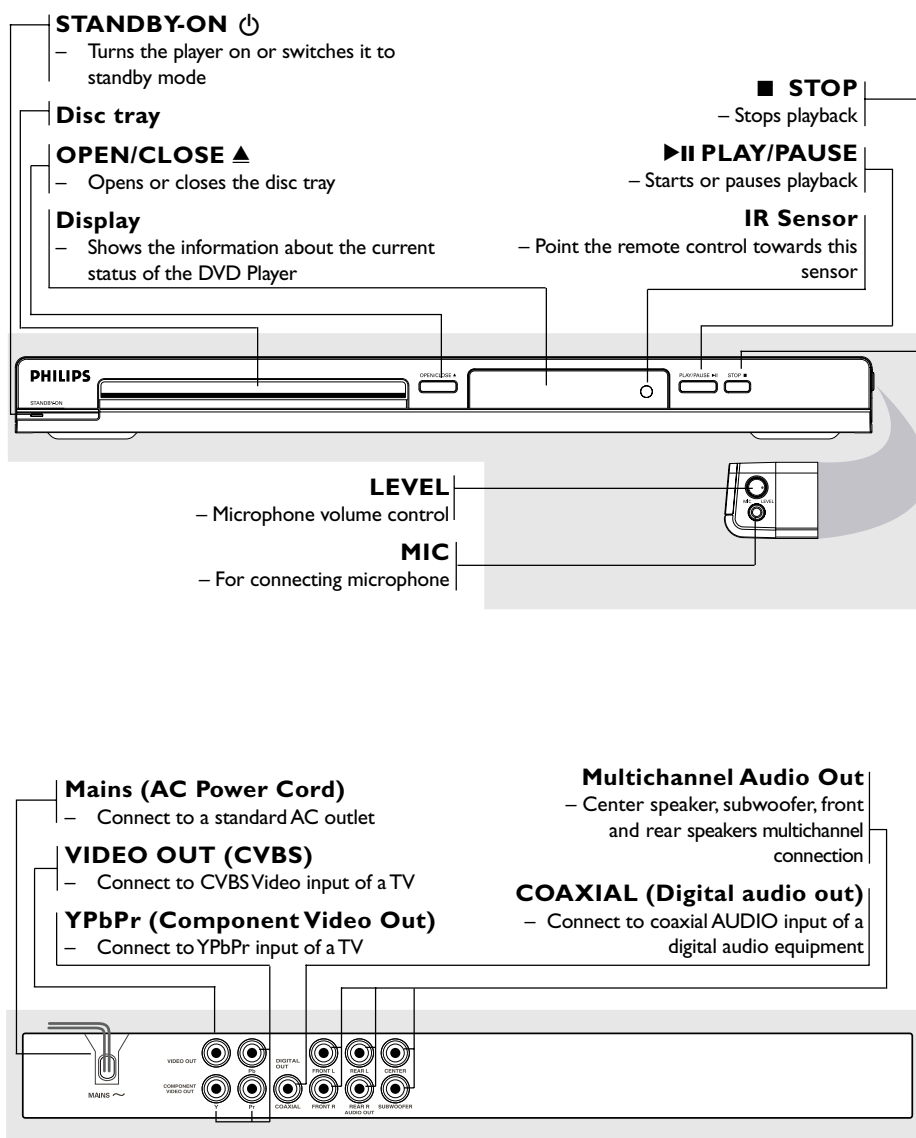 STANDBY-ON
– Turns the player on or switches it to
standby mode
Disc tray
OPEN/CLOSE ▲
– Opens or closes the disc tray
Display
– Shows the information about the current
status of the DVD Player
■ STOP
– Stops playback
▶II PLAY/PAUSE
– Starts or pauses playback
IR Sensor
– Point the remote control towards this
sensor
PHILIPS
STANDBY-ON
OPEN/CLOSE ▲
PLAY/PAUSE ▶II
STOP ■
LEVEL
– Microphone volume control
MIC
– For connecting microphone
MIC LEVEL
Mains (AC Power Cord)
– Connect to a standard AC outlet
VIDEO OUT (CVBS)
– Connect to CVBS Video input of a TV
YPbPr (Component Video Out)
– Connect to YPbPr input of a TV
Multichannel Audio Out
– Center speaker, subwoofer, front
and rear speakers multichannel
connection
COAXIAL (Digital audio out)
– Connect to coaxial AUDIO input of a
digital audio equipment
MAINS ~
VIDEO OUT
Pb
DIGITAL
OUT
FRONT L
REAR L
CENTER
COMPONENT
VIDEO OUT
Y
Pr
COAXIAL
FRONT R
REAR R
AUDIO OUT
SUBWOOFER